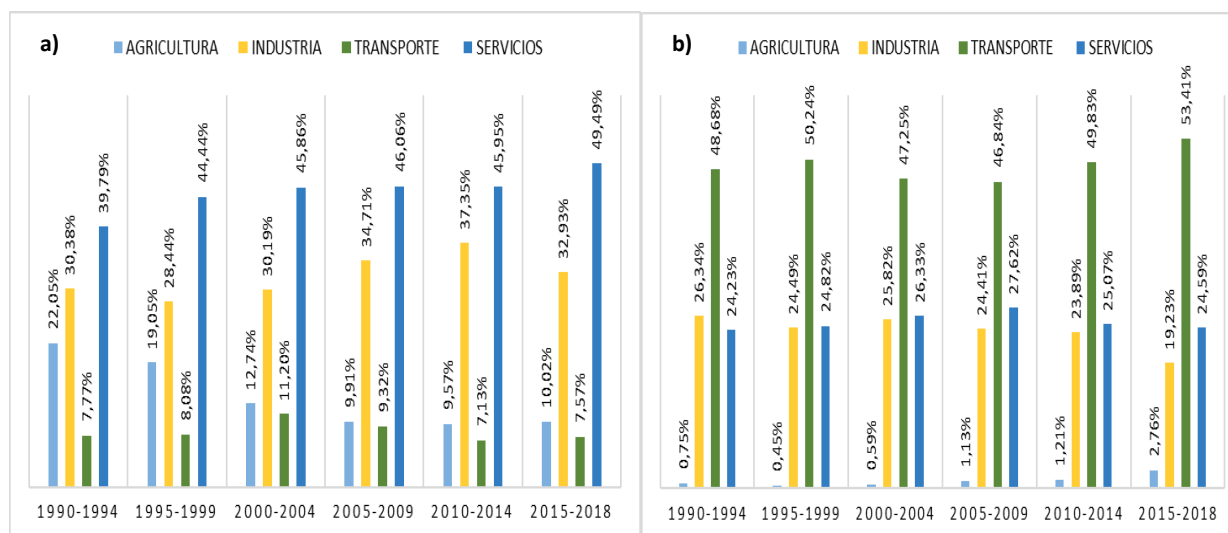 a)
AGRICULTURA INDUSTRIA TRANSPORTE SERVICIOS
22,05% 30,38% 7,77% 39,79%
19,05% 28,44% 8,08% 44,44%
12,74% 30,19% 11,20% 45,86%
9,91% 34,71% 9,32% 46,06%
9,57% 37,35% 7,13% 45,95%
10,02% 32,93% 7,57% 49,49%
1990-1994 1995-1999 2000-2004 2005-2009 2010-2014 2015-2018
b)
AGRICULTURA INDUSTRIA TRANSPORTE SERVICIOS
0,75% 26,34% 48,68% 24,23%
0,45% 24,49% 50,24% 24,82%
0,59% 25,82% 47,25% 26,33%
1,13% 24,41% 46,84% 27,62%
1,21% 23,89% 49,83% 25,07%
2,76% 19,23% 53,41% 24,59%
1990-1994 1995-1999 2000-2004 2005-2009 2010-2014 2015-2018